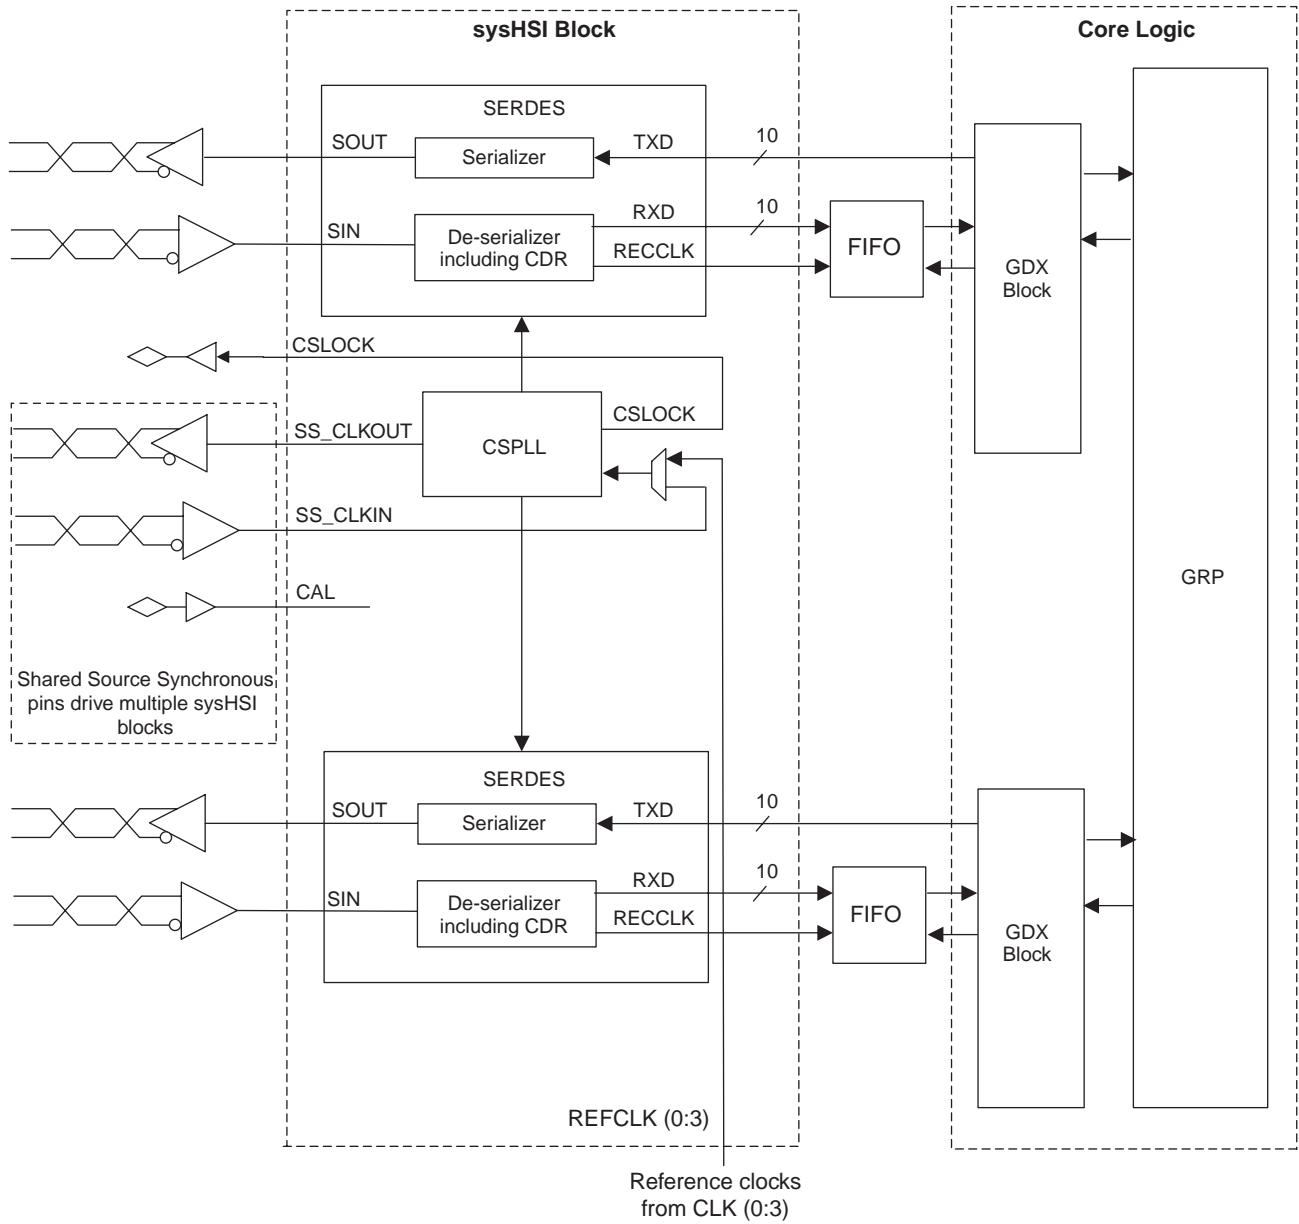 sysHSI Block
Core Logic
SERDES
SOUT
Serializer
TXD
10
SIN
De-serializer
including CDR
RXD
10
RECCLK
FIFO
GDX
Block
CSLOCK
SS_CLKOUT
CSPLL
CSLOCK
SS_CLKIN
CAL
GRP
Shared Source Synchronous
pins drive multiple sysHSI
blocks
SERDES
SOUT
Serializer
TXD
10
SIN
De-serializer
including CDR
RXD
10
RECCLK
FIFO
GDX
Block
REFCLK (0:3)
Reference clocks
from CLK (0:3)